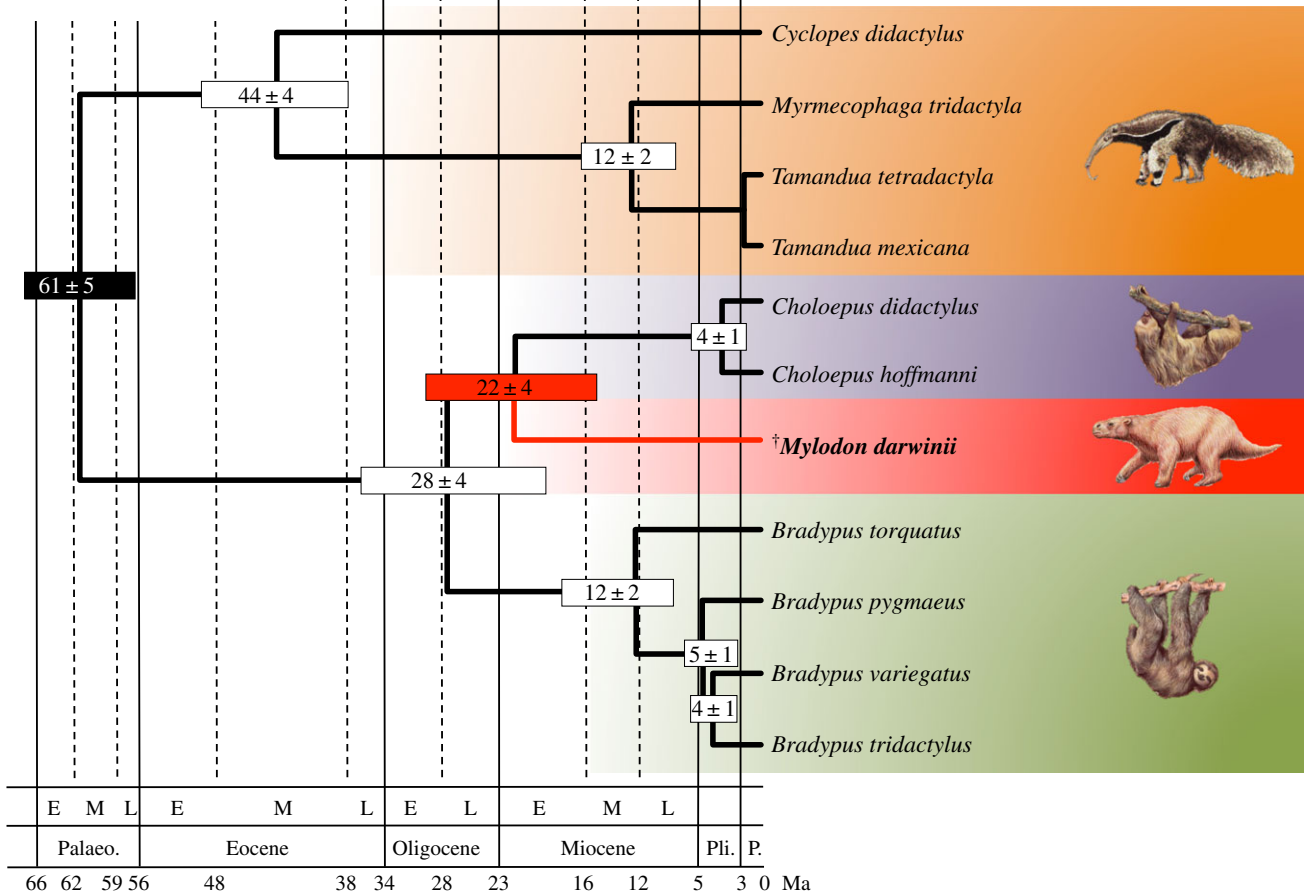 Cyclopes didactylus
44 ± 4
Myrmecophaga tridactyla
12 ± 2
Tamandua tetradactyla
Tamandua mexicana
61 ± 5
Choloepus didactylus
4 ± 1
Choloepus hoffmanni
22 ± 4
†Mylodon darwinii
28 ± 4
Bradypus torquatus
12 ± 2
Bradypus pygmaeus
5 ± 1
Bradypus variegatus
4 ± 1
Bradypus tridactylus
E M L E M L E L E M L
Palaeo. Eocene Oligocene Miocene Pli. P.
66 62 59 56 48 38 34 28 23 16 12 5 3 0 Ma